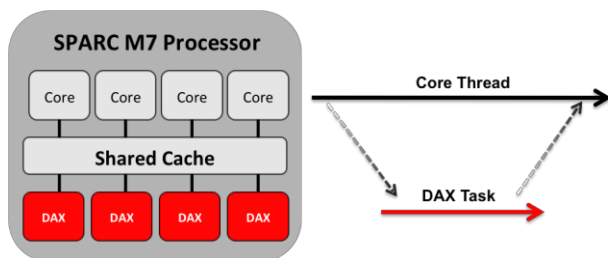 SPARC M7 Processor
Core Core Core Core
Shared Cache
DAX DAX DAX DAX
Core Thread
DAX Task